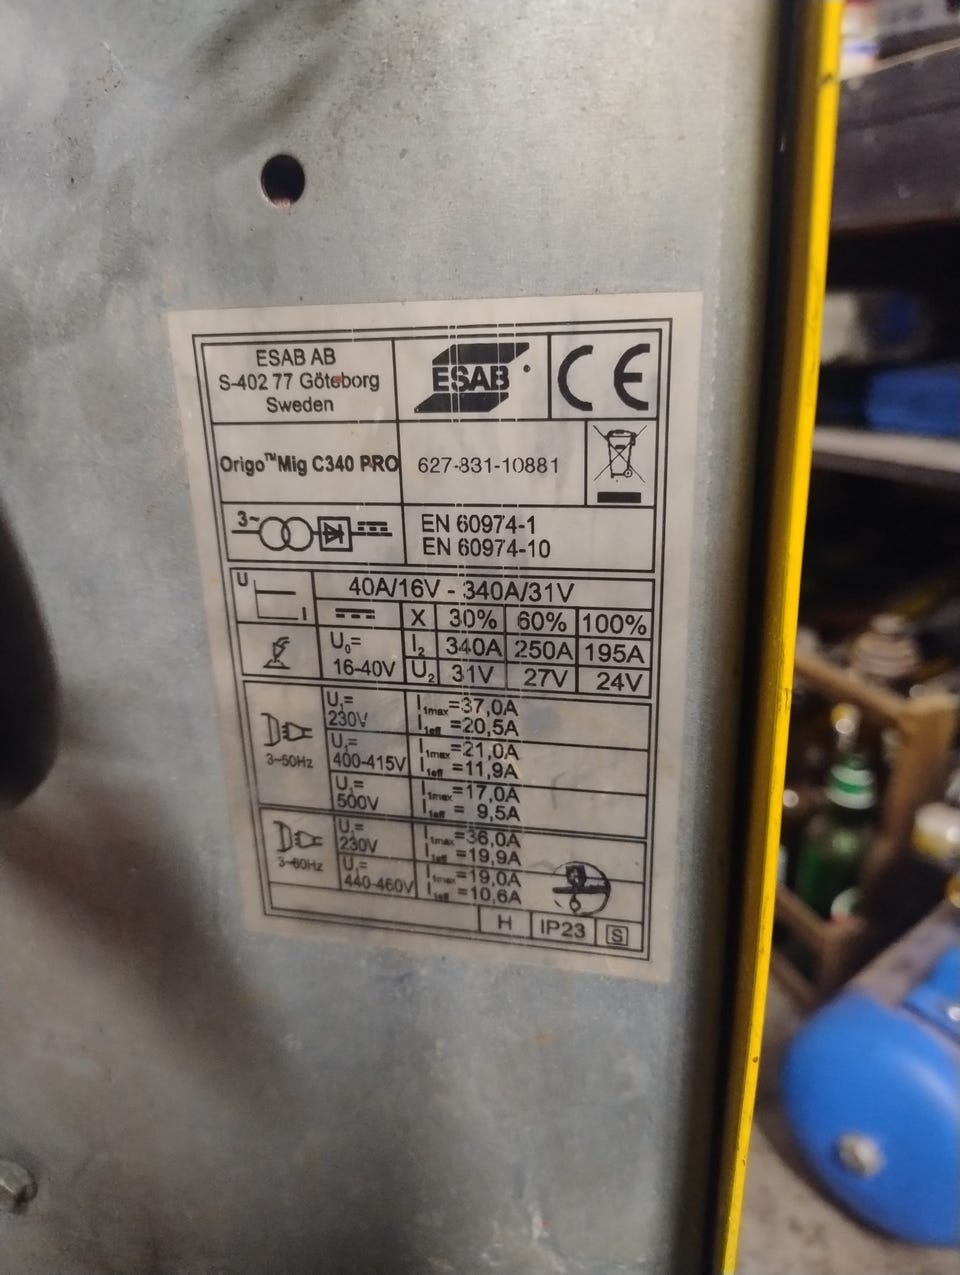 ESAB AB
S-402 77 Göteborg
Sweden
ESAB
CE
Origo™Mig C340 PRO
627-831-10881
3~
EN 60974-1
EN 60974-10
U
I
40A/16V - 340A/31V
X 30% 60% 100%
U₀=
16-40V
I₂ 340A 250A 195A
U₂ 31V 27V 24V
3~50Hz
U₁=
230V
I₁max=37,0A
I₁eff =20,5A
U₁=
400-415V
I₁max=21,0A
I₁eff =11,9A
U₁=
500V
I₁max=17,0A
I₁eff = 9,5A
3~60Hz
U₁=
230V
I₁max=36,0A
I₁eff =19,9A
U₁=
440-460V
I₁max=19,0A
I₁eff =10,6A
H IP23 S